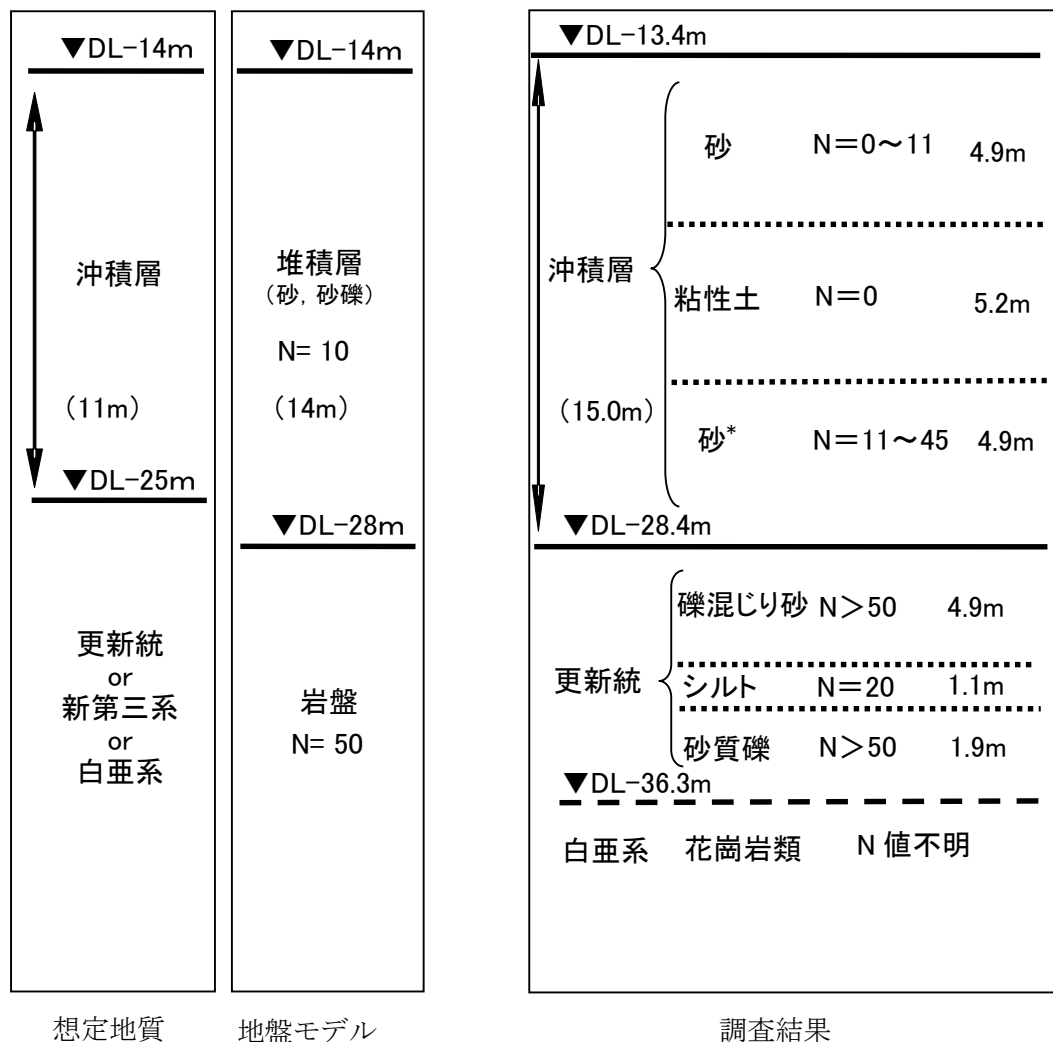 ▼DL-14m
沖積層
（11m）
▼DL-25m
更新統
or
新第三系
or
白亜系
想定地質
▼DL-14m
堆積層
（砂，砂礫）
N= 10
（14m）
▼DL-28m
岩盤
N= 50
地盤モデル
▼DL-13.4m
砂 N＝0～11 4.9m
沖積層
粘性土 N＝0 5.2m
（15.0m）
砂* N＝11～45 4.9m
▼DL-28.4m
礫混じり砂 N＞50 4.9m
更新統
シルト N＝20 1.1m
砂質礫 N＞50 1.9m
▼DL-36.3m
白亜系 花崗岩類 N 値不明
調査結果